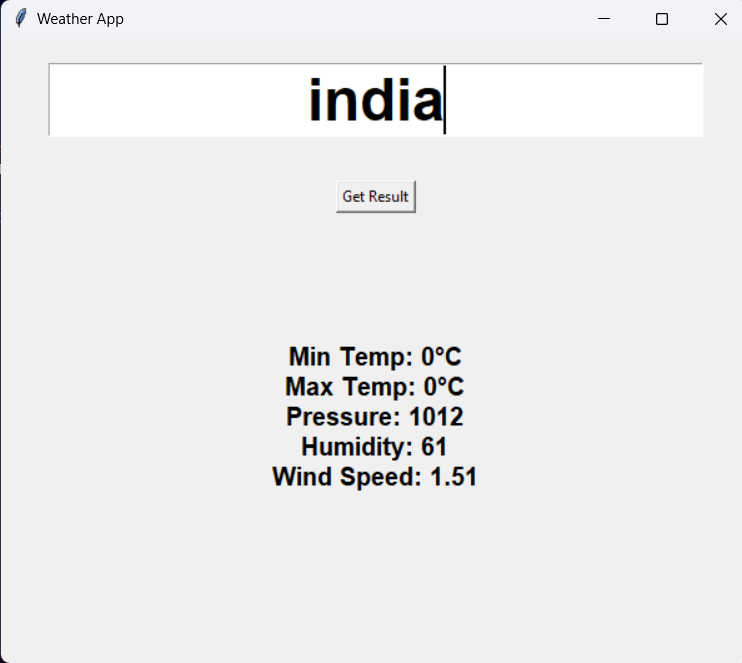 Weather App
india
Get Result
Min Temp: 0°C
Max Temp: 0°C
Pressure: 1012
Humidity: 61
Wind Speed: 1.51